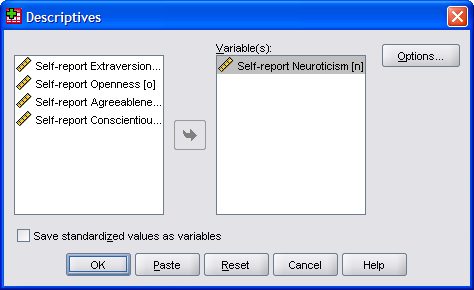 Descriptives
Variable(s):
Self-report Extraversion...
Self-report Openness [o]
Self-report Agreeablene...
Self-report Conscientiou...
Self-report Neuroticism [n]
Options...
Save standardized values as variables
OK Paste Reset Cancel Help